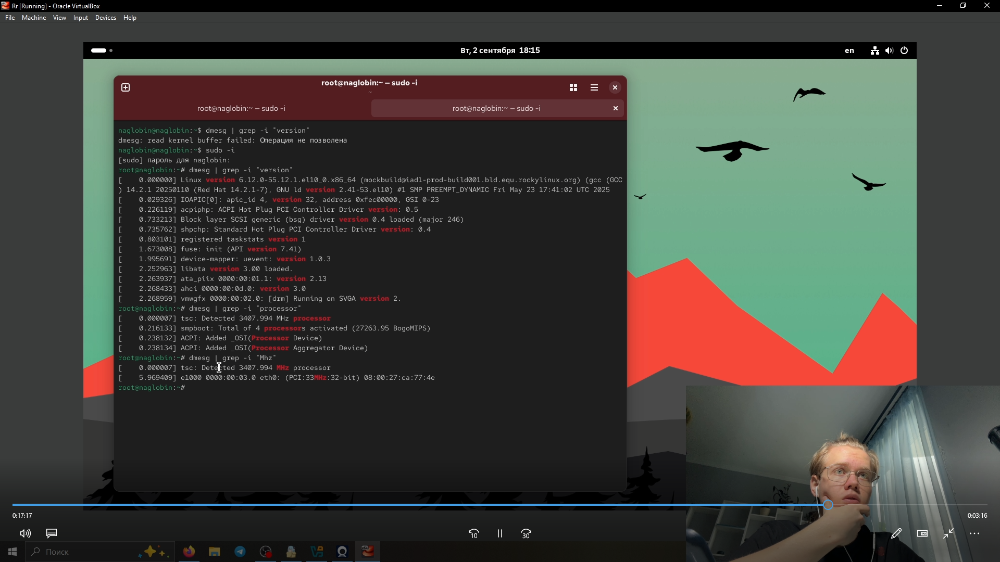 Rr [Running] - Oracle VirtualBox
File Machine View Input Devices Help
Вт, 2 сентября 18:15
en
root@naglobin:~ — sudo -i
~
root@naglobin:~ — sudo -i
root@naglobin:~ — sudo -i
naglobin@naglobin:~$ dmesg | grep -i "version"
dmesg: read kernel buffer failed: Операция не позволена
naglobin@naglobin:~$ sudo -i
[sudo] пароль для naglobin:
root@naglobin:~# dmesg | grep -i "version"
[    0.000000] Linux version 6.12.0-55.12.1.el10_0.x86_64 (mockbuild@iad1-prod-build001.bld.equ.rockylinux.org) (gcc (GCC
) 14.2.1 20250110 (Red Hat 14.2.1-7), GNU ld version 2.41-53.el10) #1 SMP PREEMPT_DYNAMIC Fri May 23 17:41:02 UTC 2025
[    0.029326] IOAPIC[0]: apic_id 4, version 32, address 0xfec00000, GSI 0-23
[    0.226119] acpiphp: ACPI Hot Plug PCI Controller Driver version: 0.5
[    0.733213] Block layer SCSI generic (bsg) driver version 0.4 loaded (major 246)
[    0.735762] shpchp: Standard Hot Plug PCI Controller Driver version: 0.4
[    0.803101] registered taskstats version 1
[    1.673008] fuse: init (API version 7.41)
[    1.995691] device-mapper: uevent: version 1.0.3
[    2.252963] libata version 3.00 loaded.
[    2.263937] ata_piix 0000:00:01.1: version 2.13
[    2.268433] ahci 0000:00:0d.0: version 3.0
[    2.268959] vmwgfx 0000:00:02.0: [drm] Running on SVGA version 2.
root@naglobin:~# dmesg | grep -i "processor"
[    0.000007] tsc: Detected 3407.994 MHz processor
[    0.216133] smpboot: Total of 4 processors activated (27263.95 BogoMIPS)
[    0.238132] ACPI: Added _OSI(Processor Device)
[    0.238134] ACPI: Added _OSI(Processor Aggregator Device)
root@naglobin:~# dmesg | grep -i "Mhz"
[    0.000007] tsc: Detected 3407.994 MHz processor
[    5.969409] e1000 0000:00:03.0 eth0: (PCI:33MHz:32-bit) 08:00:27:ca:77:4e
root@naglobin:~#
0:17:17
0:03:16
10
30
Поиск